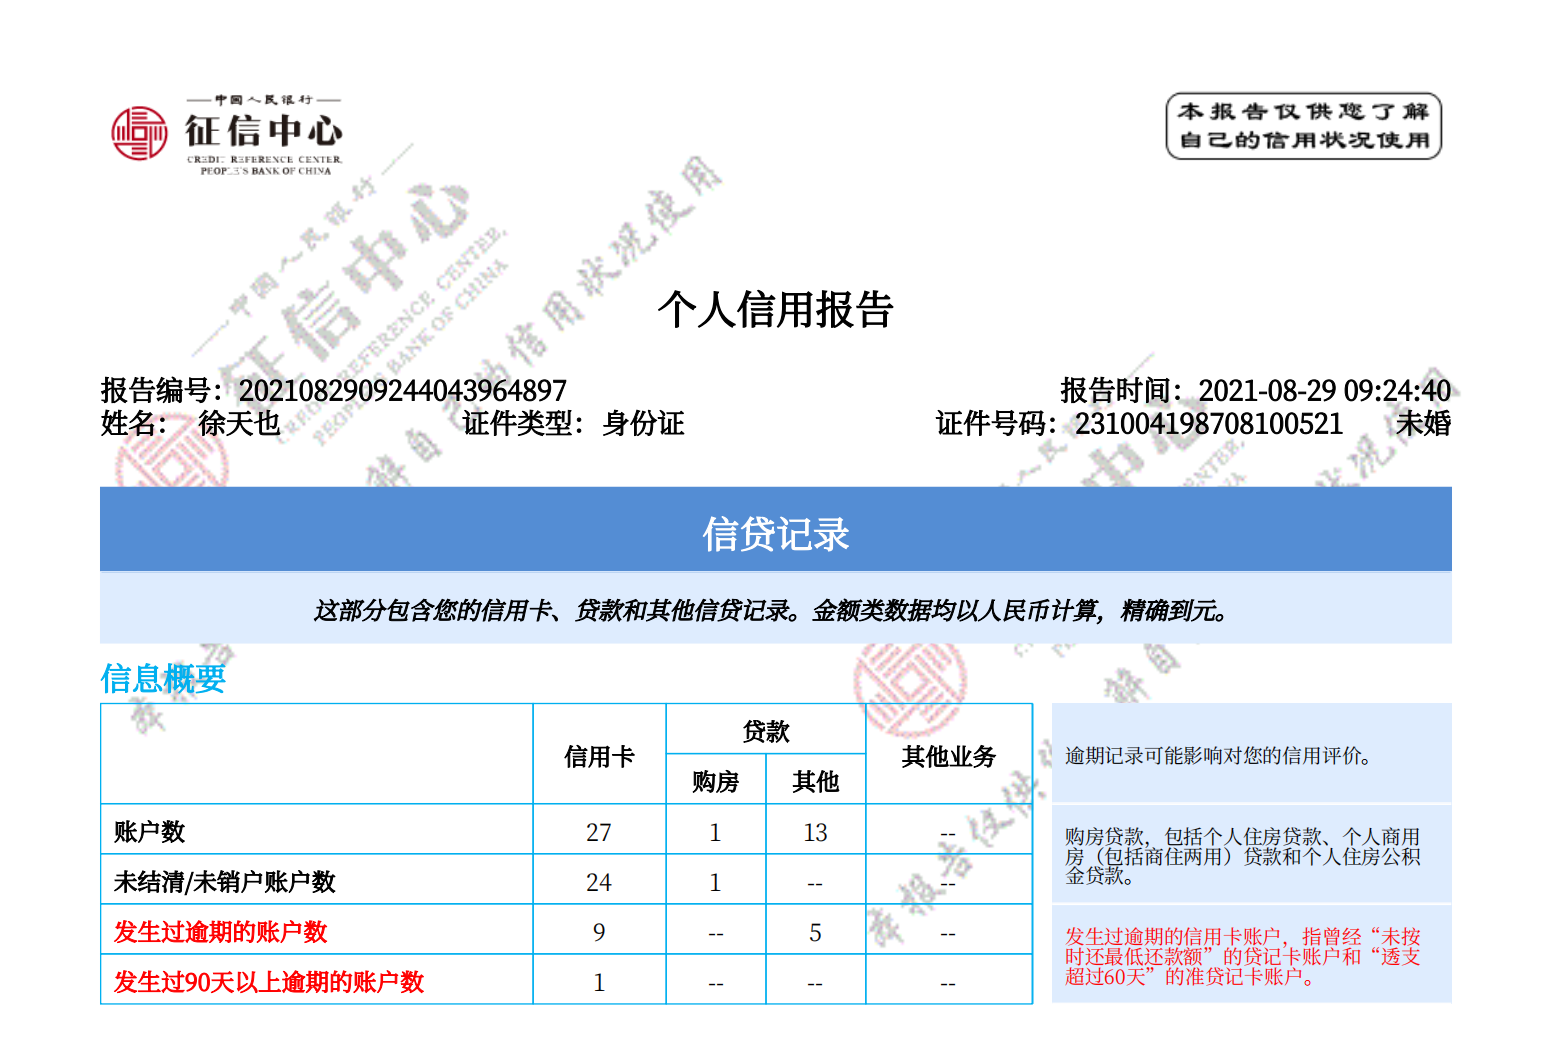 中国人民银行
征信中心
CREDIT REFERENCE CENTER,
PEOPLE'S BANK OF CHINA
本报告仅供您了解
自己的信用状况使用
个人信用报告
报告编号：2021082909244043964897 报告时间：2021-08-29 09:24:40
姓名： 徐天也 证件类型：身份证 证件号码：231004198708100521 未婚
信贷记录
这部分包含您的信用卡、贷款和其他信贷记录。金额类数据均以人民币计算，精确到元。
信息概要
信用卡 贷款 其他业务
购房 其他
账户数 27 1 13 --
未结清/未销户账户数 24 1 -- --
发生过逾期的账户数 9 -- 5 --
发生过90天以上逾期的账户数 1 -- -- --
逾期记录可能影响对您的信用评价。
购房贷款，包括个人住房贷款、个人商用
房（包括商住两用）贷款和个人住房公积
金贷款。
发生过逾期的信用卡账户，指曾经“未按
时还最低还款额”的贷记卡账户和“透支
超过60天”的准贷记卡账户。